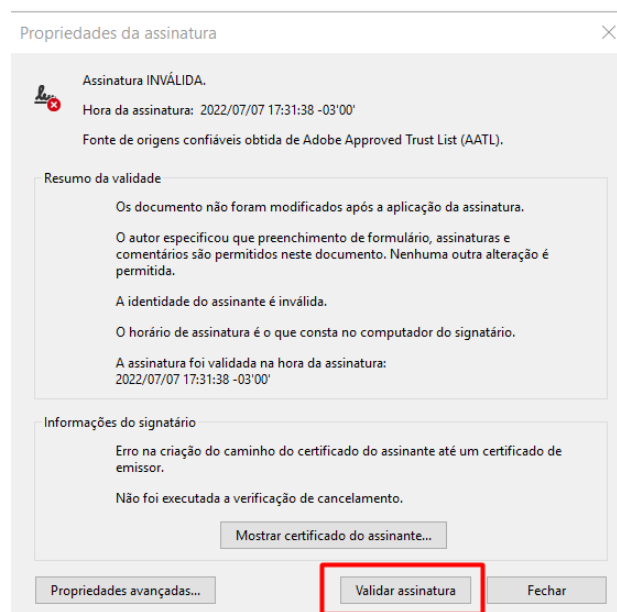 Propriedades da assinatura
Assinatura INVÁLIDA.
Hora da assinatura: 2022/07/07 17:31:38 -03'00'
Fonte de origens confiáveis obtida de Adobe Approved Trust List (AATL).
Resumo da validade
Os documento não foram modificados após a aplicação da assinatura.
O autor especificou que preenchimento de formulário, assinaturas e
comentários são permitidos neste documento. Nenhuma outra alteração é
permitida.
A identidade do assinante é inválida.
O horário de assinatura é o que consta no computador do signatário.
A assinatura foi validada na hora da assinatura:
2022/07/07 17:31:38 -03'00'
Informações do signatário
Erro na criação do caminho do certificado do assinante até um certificado de
emissor.
Não foi executada a verificação de cancelamento.
Mostrar certificado do assinante...
Propriedades avançadas...
Validar assinatura
Fechar